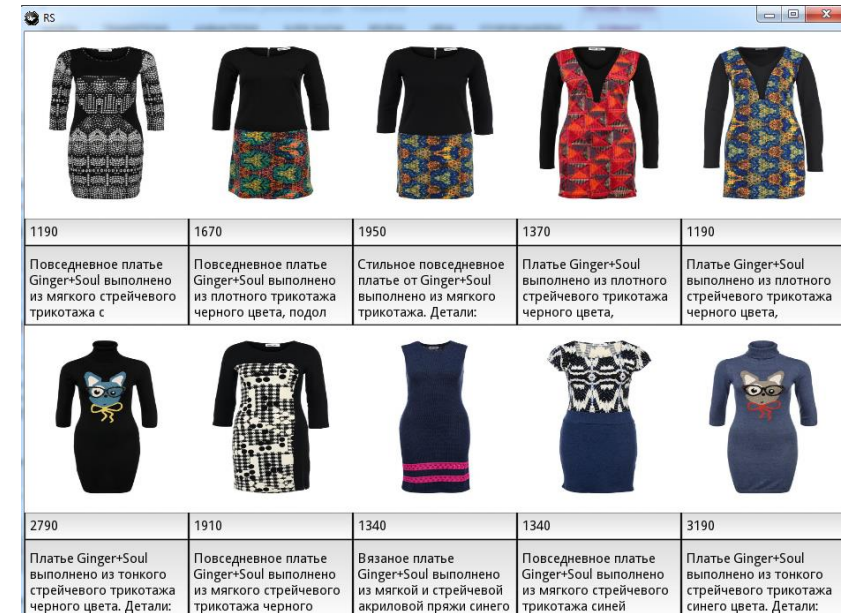 RS
1190
1670
1950
1370
1190
Повседневное платье
Ginger+Soul выполнено
из мягкого стрейчевого
трикотажа с
Повседневное платье
Ginger+Soul выполнено
из плотного трикотажа
черного цвета, подол
Стильное повседневное
платье от Ginger+Soul
выполнено из мягкого
трикотажа. Детали:
Платье Ginger+Soul
выполнено из плотного
стрейчевого трикотажа
черного цвета,
Платье Ginger+Soul
выполнено из плотного
стрейчевого трикотажа
черного цвета,
2790
1910
1340
1340
3190
Платье Ginger+Soul
выполнено из тонкого
стрейчевого трикотажа
черного цвета. Детали:
Повседневное платье
Ginger+Soul выполнено
из мягкого стрейчевого
трикотажа черного
Вязаное платье
Ginger+Soul выполнено
из мягкой и стрейчевой
акриловой пряжи синего
Повседневное платье
Ginger+Soul выполнено
из мягкого стрейчевого
трикотажа синей
Платье Ginger+Soul
выполнено из тонкого
стрейчевого трикотажа
синего цвета. Детали: